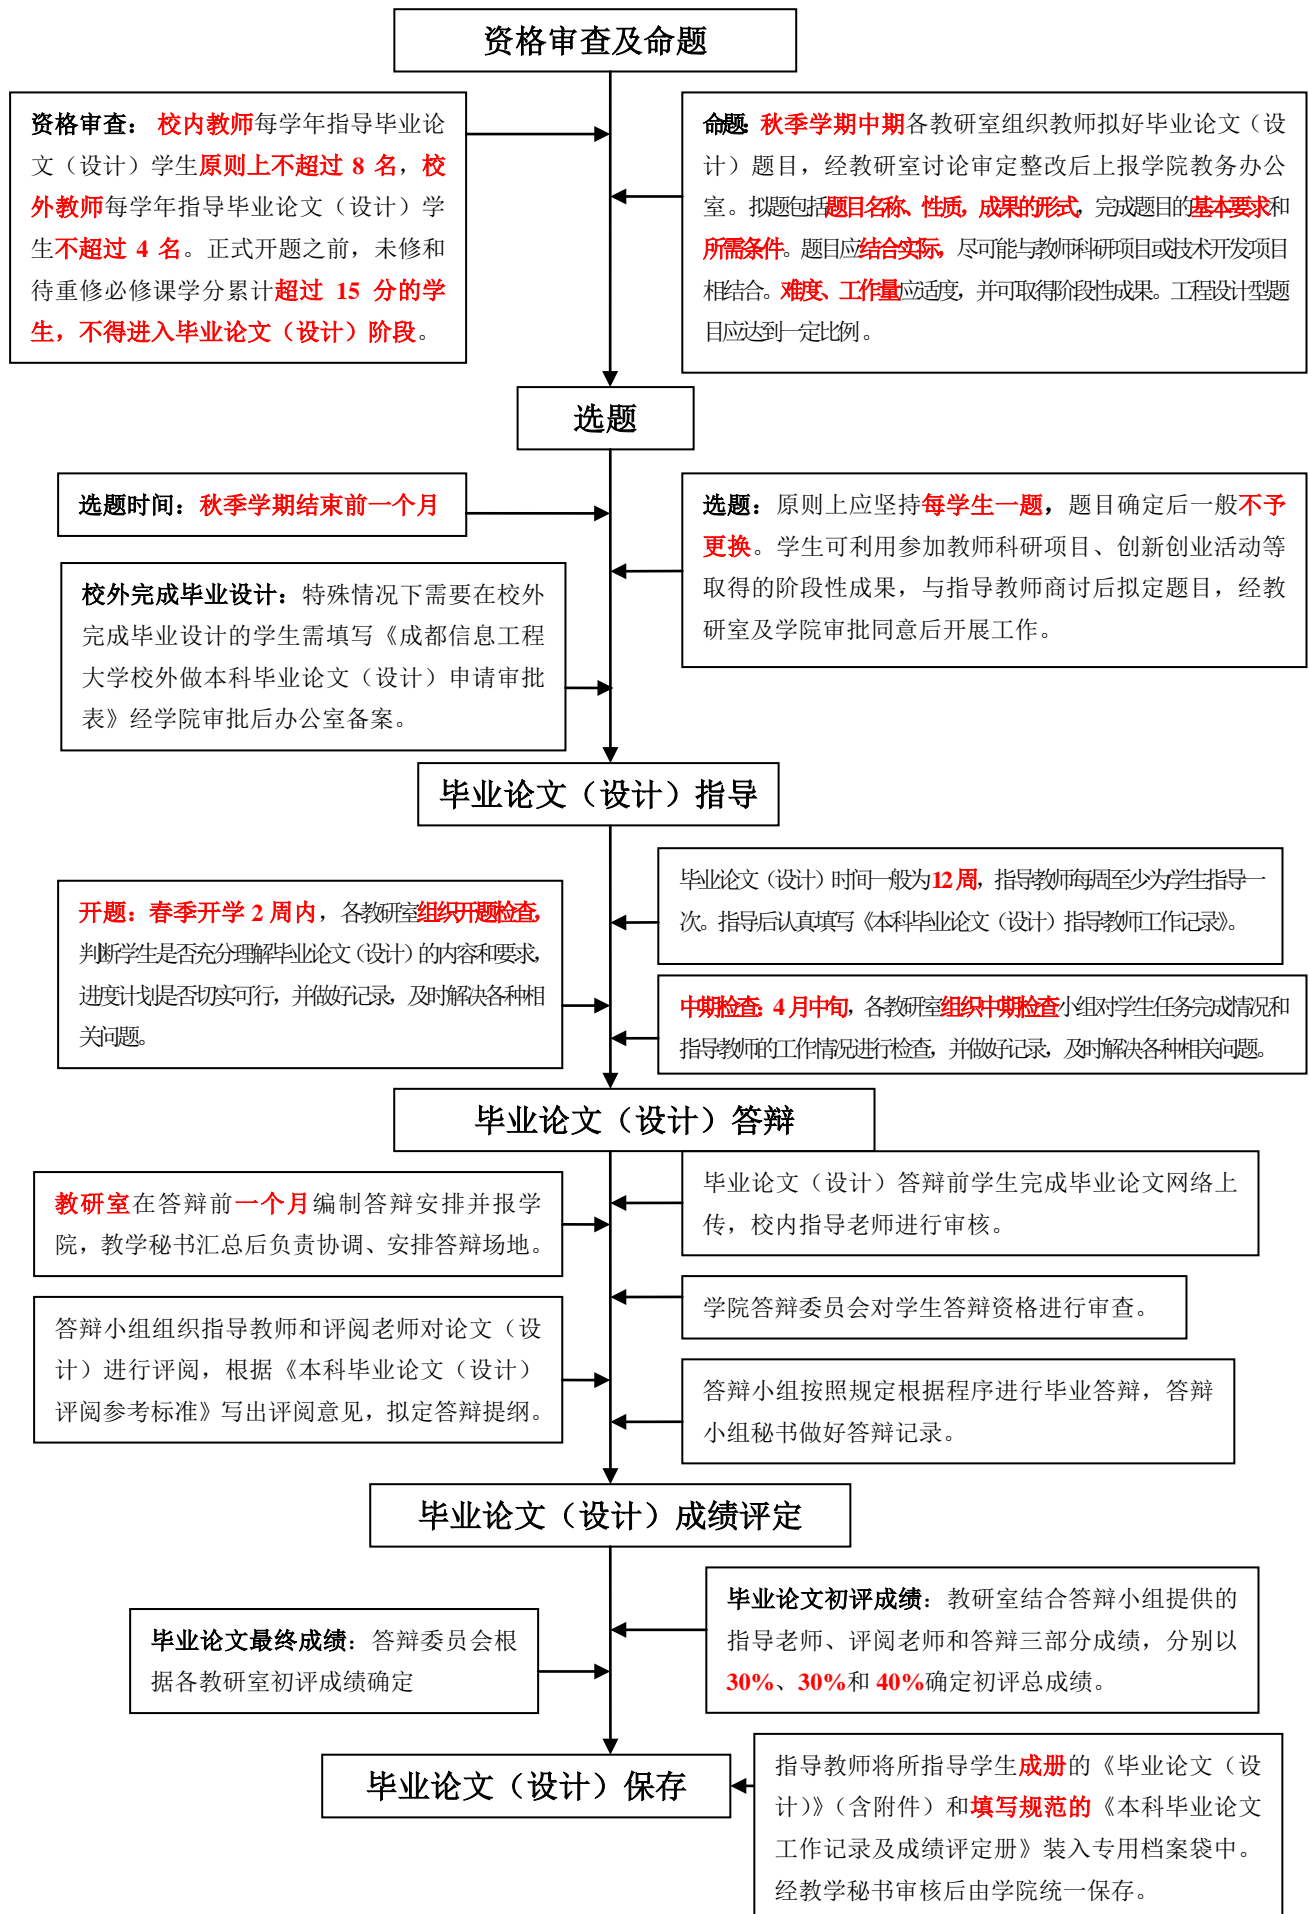 资格审查及命题
资格审查： 校内教师每学年指导毕业论
文（设计）学生原则上不超过 8 名，校
外教师每学年指导毕业论文（设计）学
生不超过 4 名。正式开题之前，未修和
待重修必修课学分累计超过 15 分的学
生，不得进入毕业论文（设计）阶段。
命题：秋季学期中期各教研室组织教师拟好毕业论文（设
计）题目，经教研室讨论审定整改后上报学院教务办公
室。拟题包括题目名称、性质，成果的形式，完成题目的基本要求和
所需条件。题目应结合实际，尽可能与教师科研项目或技术开发项目
相结合。难度、工作量应适度，并可取得阶段性成果。工程设计型题
目应达到一定比例。
选题
选题时间：秋季学期结束前一个月
选题：原则上应坚持每学生一题，题目确定后一般不予
更换。学生可利用参加教师科研项目、创新创业活动等
取得的阶段性成果，与指导教师商讨后拟定题目，经教
研室及学院审批同意后开展工作。
校外完成毕业设计：特殊情况下需要在校外
完成毕业设计的学生需填写《成都信息工程
大学校外做本科毕业论文（设计）申请审批
表》经学院审批后办公室备案。
毕业论文（设计）指导
毕业论文（设计）时间一般为12 周，指导教师每周至少为学生指导一
次。指导后认真填写《本科毕业论文（设计）指导教师工作记录》。
开题：春季开学 2 周内，各教研室组织开题检查，
判断学生是否充分理解毕业论文（设计）的内容和要求，
进度计划是否切实可行，并做好记录，及时解决各种相
关问题。
中期检查：4 月中旬，各教研室组织中期检查小组对学生任务完成情况和
指导教师的工作情况进行检查，并做好记录，及时解决各种相关问题。
毕业论文（设计）答辩
教研室在答辩前一个月编制答辩安排并报学
院，教学秘书汇总后负责协调、安排答辩场地。
毕业论文（设计）答辩前学生完成毕业论文网络上
传，校内指导老师进行审核。
学院答辩委员会对学生答辩资格进行审查。
答辩小组组织指导教师和评阅老师对论文（设
计）进行评阅，根据《本科毕业论文（设计）
评阅参考标准》写出评阅意见，拟定答辩提纲。
答辩小组按照规定根据程序进行毕业答辩，答辩
小组秘书做好答辩记录。
毕业论文（设计）成绩评定
毕业论文初评成绩：教研室结合答辩小组提供的
指导老师、评阅老师和答辩三部分成绩，分别以
30%、30%和 40%确定初评总成绩。
毕业论文最终成绩：答辩委员会根
据各教研室初评成绩确定
毕业论文（设计）保存
指导教师将所指导学生成册的《毕业论文（设
计）》（含附件）和填写规范的《本科毕业论文
工作记录及成绩评定册》装入专用档案袋中。
经教学秘书审核后由学院统一保存。